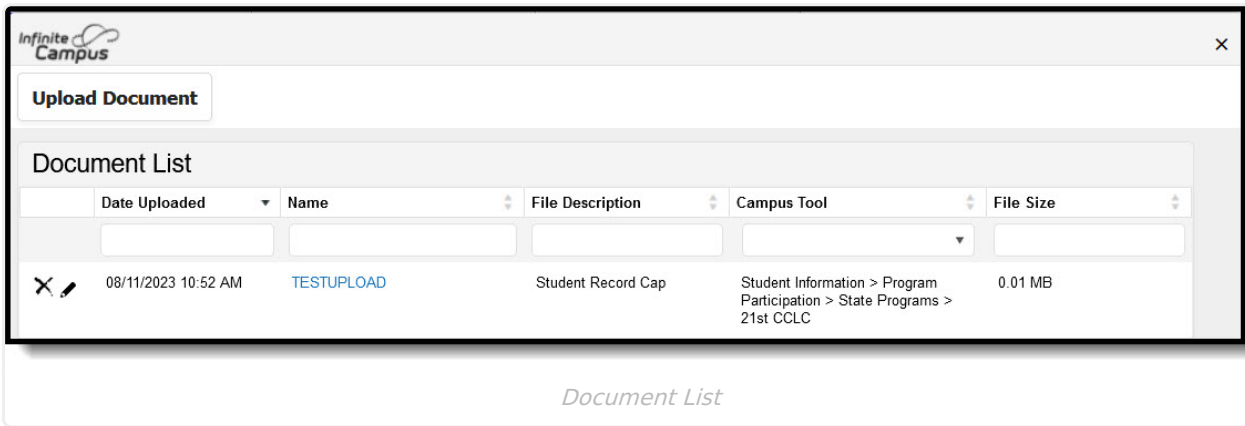 Infinite
Campus
×
Upload Document
Document List
Date Uploaded Name File Description Campus Tool File Size
08/11/2023 10:52 AM TESTUPLOAD Student Record Cap Student Information > Program 0.01 MB
Participation > State Programs >
21st CCLC
Document List